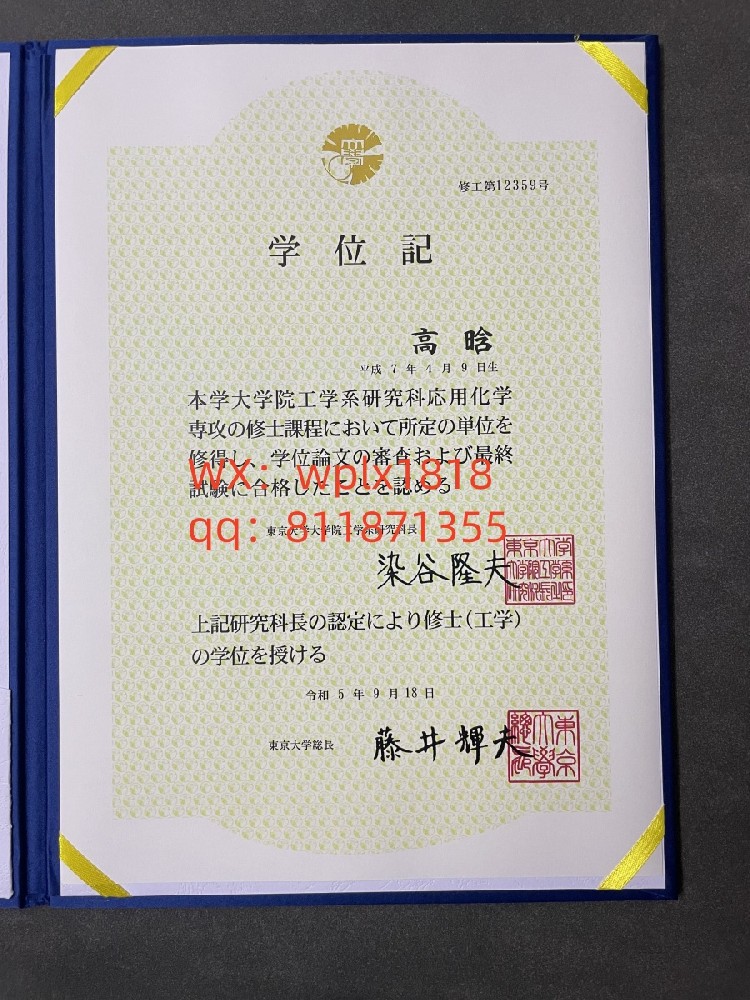 修工第12359号
学位記
高晗
平成 7 年 4 月 9 日生
本学大学院工学系研究科応用化学
専攻の修士課程において所定の単位を
修得し、学位論文の審査および最終
試験に合格したことを認める
WX：wplx1818
qq：811871355
東京大学大学院工学系研究科長
染谷隆夫
上記研究科長の認定により修士(工学)
の学位を授ける
令和 5 年 9 月 18 日
東京大学総長
藤井輝夫